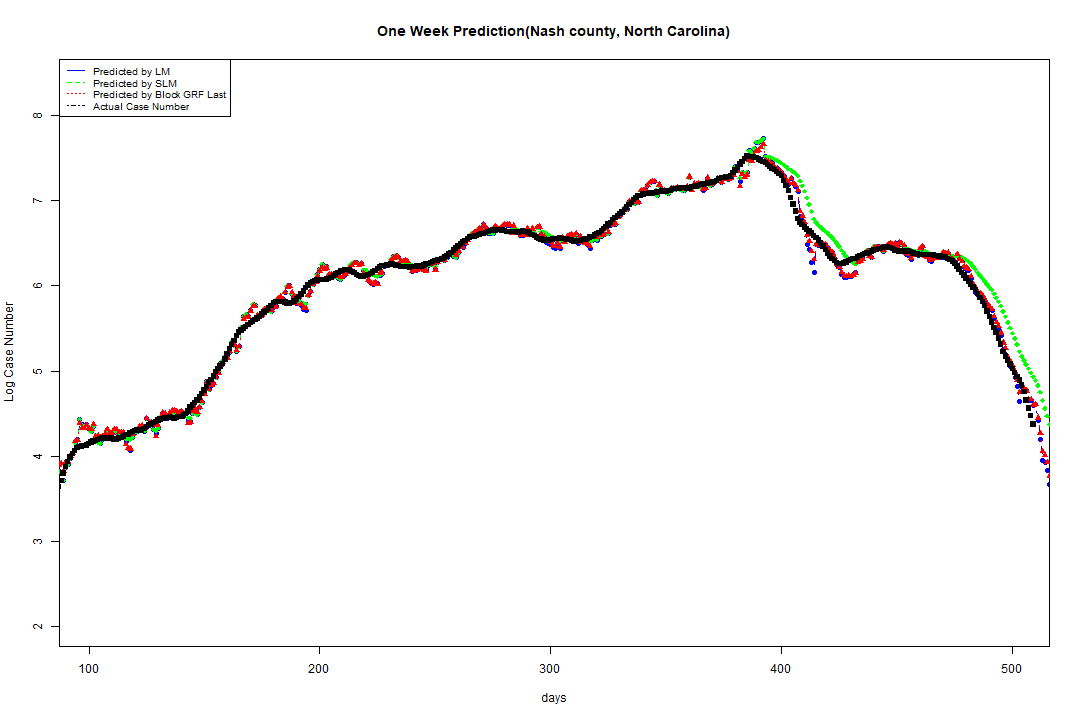 One Week Prediction(Nash county, North Carolina)
Predicted by LM
Predicted by SLM
Predicted by Block GRF Last
Actual Case Number
8
7
6
5
4
3
2
Log Case Number
100 200 300 400 500
days